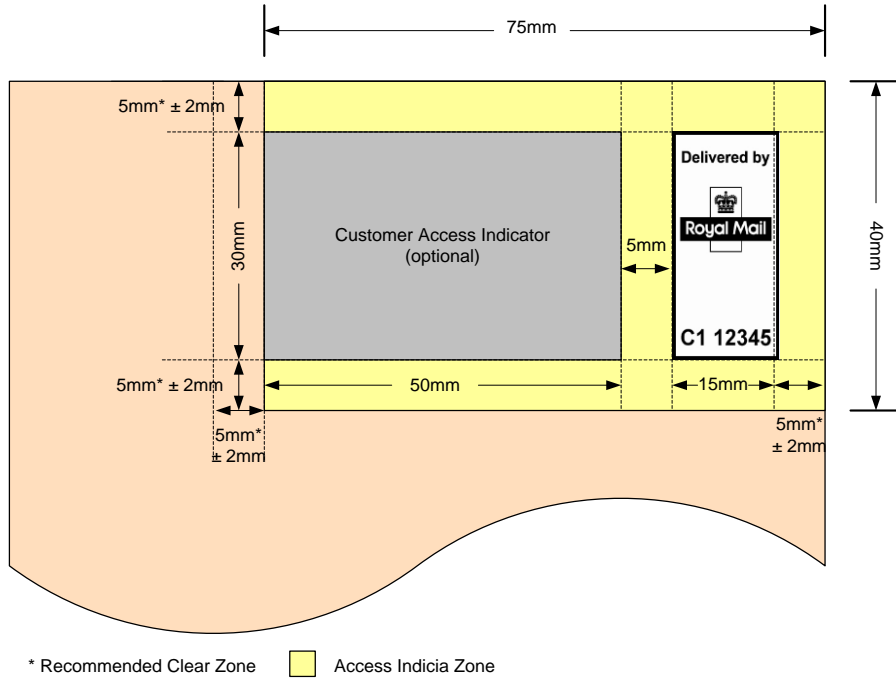 75mm
5mm* ± 2mm
Delivered by
Royal Mail
30mm
Customer Access Indicator
(optional)
5mm
40mm
C1 12345
5mm* ± 2mm
50mm
15mm
5mm*
± 2mm
5mm*
± 2mm
* Recommended Clear Zone
Access Indicia Zone